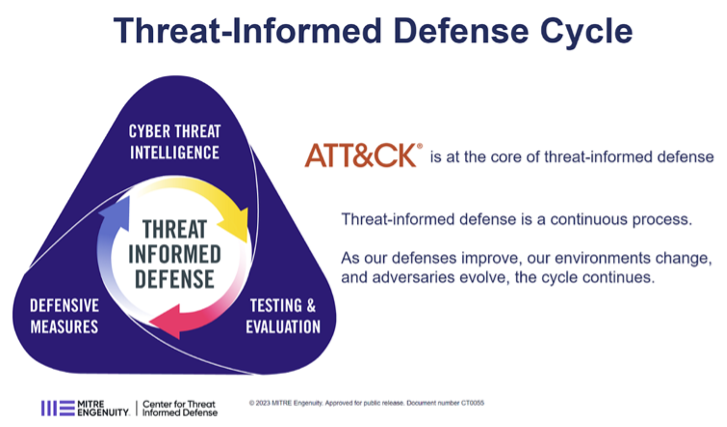 Threat-Informed Defense Cycle
CYBER THREAT
INTELLIGENCE
ATT&CK® is at the core of threat-informed defense
THREAT
INFORMED
DEFENSE
Threat-informed defense is a continuous process.
As our defenses improve, our environments change,
and adversaries evolve, the cycle continues.
DEFENSIVE
MEASURES
TESTING &
EVALUATION
MITRE
ENGENUITY.
Center for Threat
Informed Defense
© 2023 MITRE Engenuity. Approved for public release. Document number CT0055